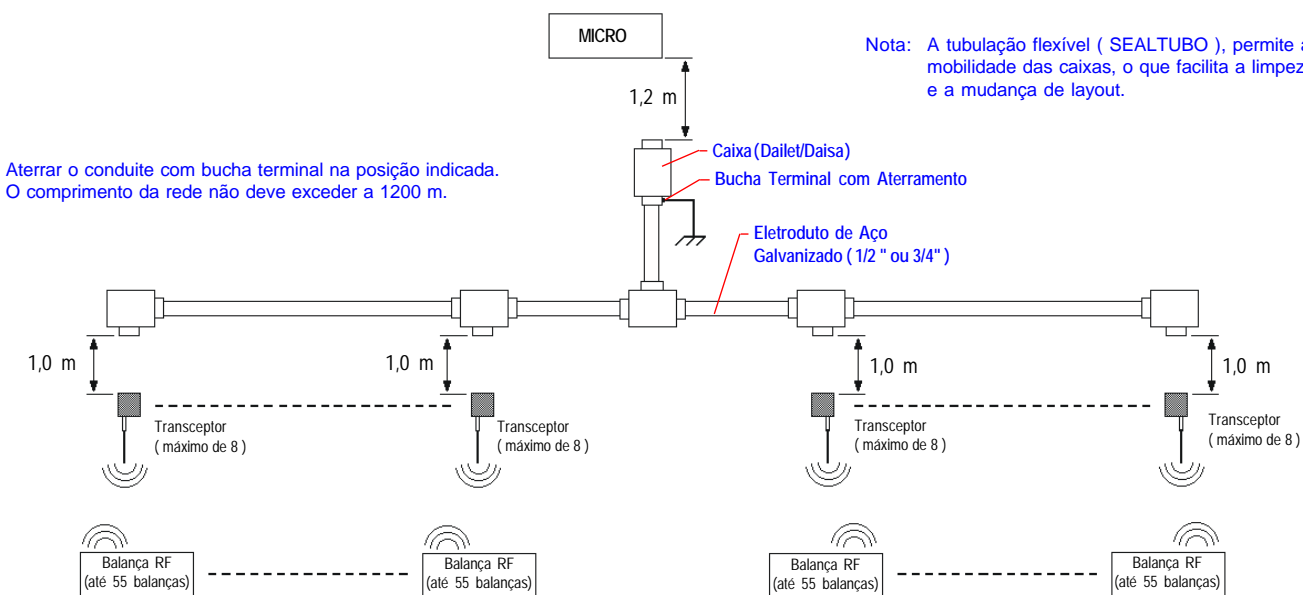 MICRO
Nota: A tubulação flexível ( SEALTUBO ), permite a
mobilidade das caixas, o que facilita a limpez
e a mudança de layout.
1,2 m
Aterrar o conduite com bucha terminal na posição indicada.
O comprimento da rede não deve exceder a 1200 m.
Caixa (Dailet/Daisa)
Bucha Terminal com Aterramento
Eletroduto de Aço
Galvanizado ( 1/2 " ou 3/4" )
1,0 m
1,0 m
1,0 m
1,0 m
Transceptor
( máximo de 8 )
Transceptor
( máximo de 8 )
Transceptor
( máximo de 8 )
Transceptor
( máximo de 8 )
Balança RF
(até 55 balanças)
Balança RF
(até 55 balanças)
Balança RF
(até 55 balanças)
Balança RF
(até 55 balanças)